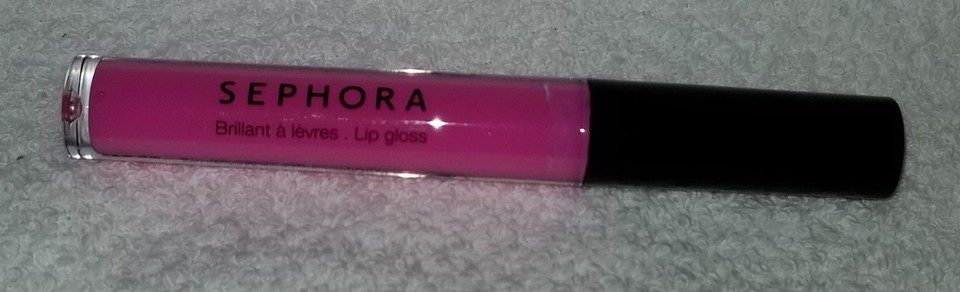 SEPHORA
Brillant à lèvres . Lip gloss